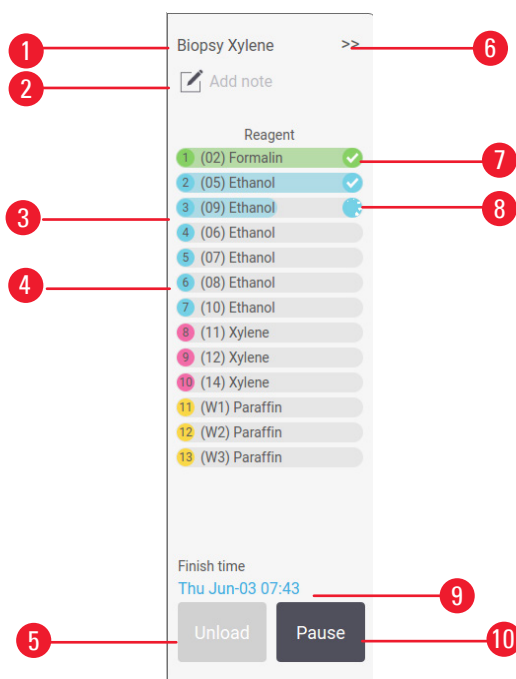 1 Biopsy Xylene >> 6
2 Add note
Reagent
1 (02) Formalin 7
2 (05) Ethanol
3 3 (09) Ethanol 8
4 (06) Ethanol
5 (07) Ethanol
4 6 (08) Ethanol
7 (10) Ethanol
8 (11) Xylene
9 (12) Xylene
10 (14) Xylene
11 (W1) Paraffin
12 (W2) Paraffin
13 (W3) Paraffin
Finish time
Thu Jun-03 07:43 9
5 Unload Pause 10